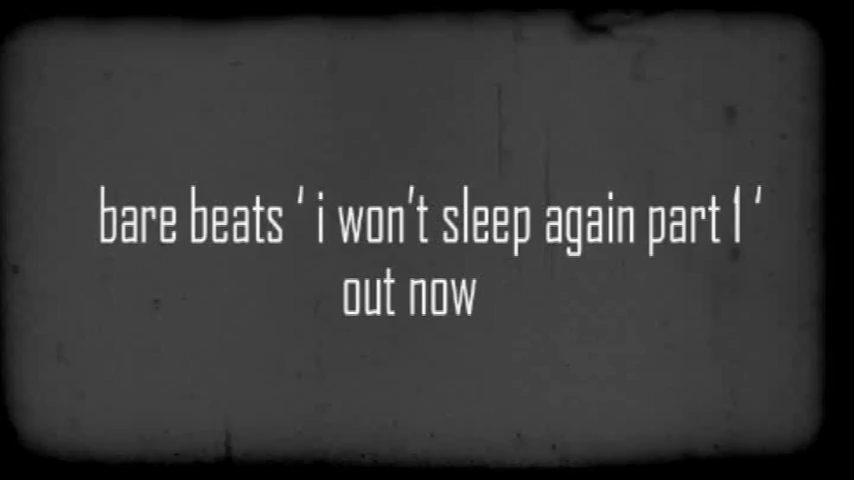 bare beats ‘ i won’t sleep again part 1 ‘
out now